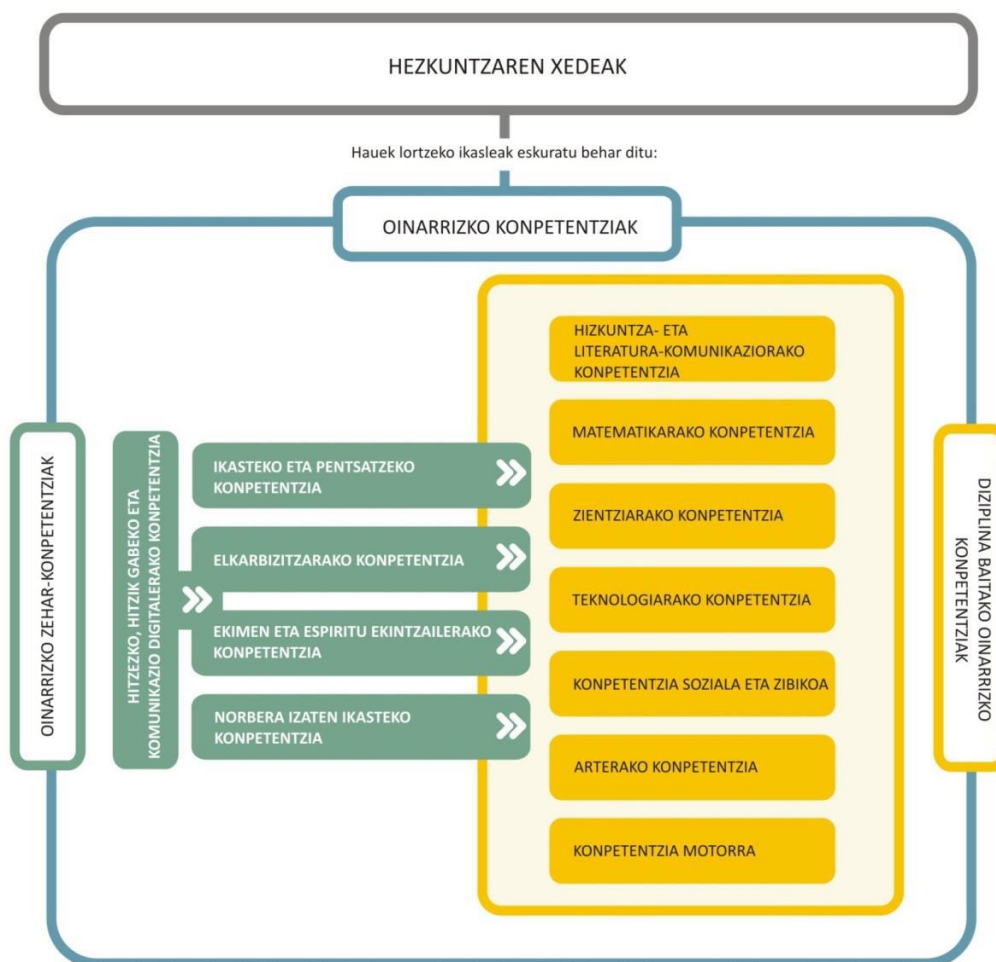 HEZKUNTZAREN XEDEAK
Hauek lortzeko ikasleak eskuratu behar ditu:
OINARRIZKO KONPETENTZIAK
OINARRIZKO ZEHAR-KONPETENTZIAK
HITZEZKO, HITZIK GABEKO ETA
KOMUNIKAZIO DIGITALERAKO KONPETENTZIA
IKASTEKO ETA PENTSATZEKO
KONPETENTZIA
ELKARBIZITZARAKO KONPETENTZIA
EKIMEN ETA ESPIRITU EKINTZAILERAKO
KONPETENTZIA
NORBERA IZATEN IKASTEKO
KONPETENTZIA
HIZKUNTZA- ETA
LITERATURA-KOMUNIKAZIORAKO
KONPETENTZIA
MATEMATIKARAKO KONPETENTZIA
ZIENTZIARAKO KONPETENTZIA
TEKNOLOGIARAKO KONPETENTZIA
KONPETENTZIA SOZIALA ETA ZIBIKOA
ARTERAKO KONPETENTZIA
KONPETENTZIA MOTORRA
DIZIPLINA BAITAKO OINARRIZKO
KONPETENTZIAK